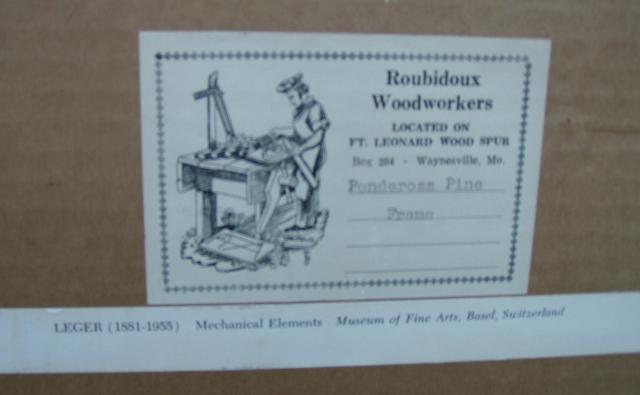 Roubidoux
Woodworkers
LOCATED ON
FT. LEONARD WOOD SPUR
Box 284 - Waynesville, Mo.
Ponderosa Pine
Frame
LEGER (1881-1955) Mechanical Elements Museum of Fine Arts, Basel, Switzerland